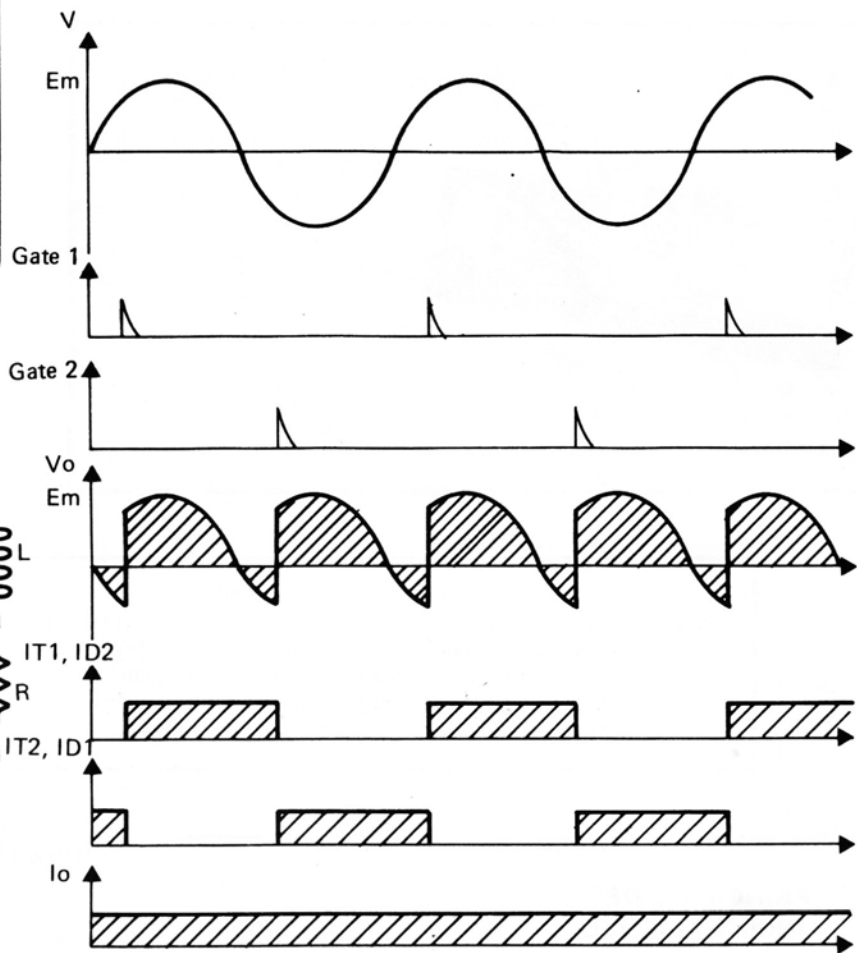 V
Em
Gate 1
Gate 2
Vo
Em
L
IT1, ID2
R
IT2, ID1
Io